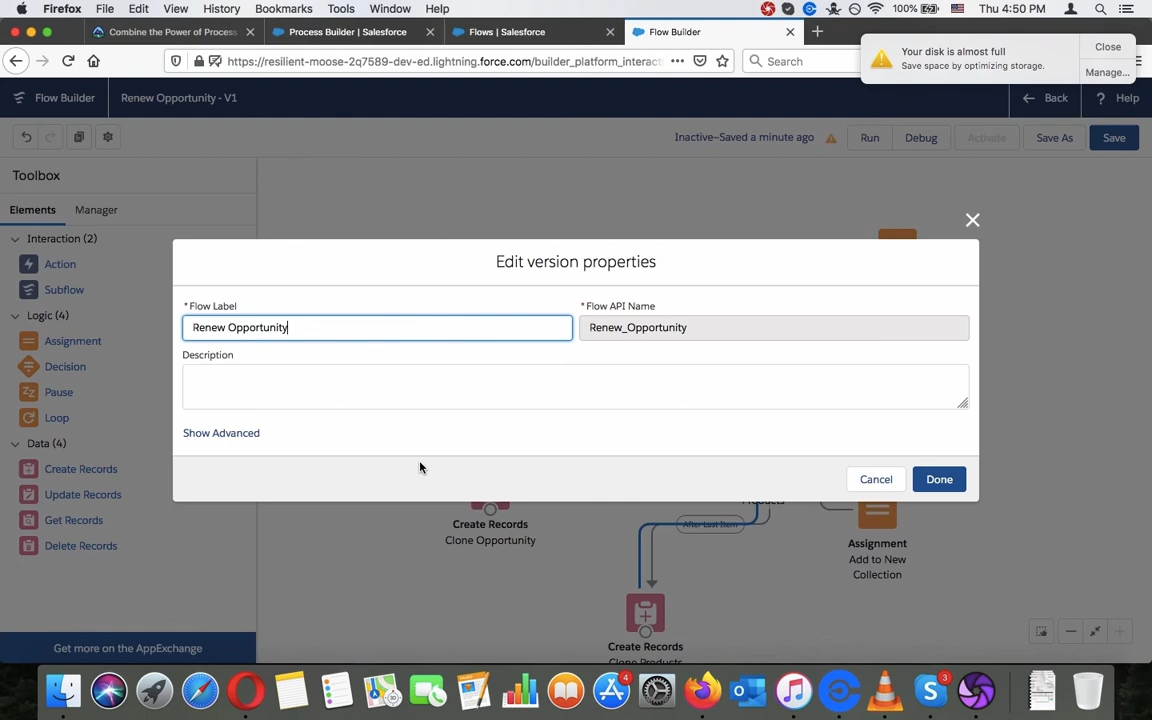 Firefox File Edit View History Bookmarks Tools Window Help 100% Thu 4:50 PM
Combine the Power of Process Process Builder | Salesforce Flows | Salesforce Flow Builder
https://resilient-moose-2q7589-dev-ed.lightning.force.com/builder_platform_interact Search
Your disk is almost full
Save space by optimizing storage.
Close
Manage...
Flow Builder Renew Opportunity - V1 Back Help
Inactive–Saved a minute ago Run Debug Activate Save As Save
Toolbox
Elements Manager
Interaction (2)
Action
Subflow
Logic (4)
Assignment
Decision
Pause
Loop
Data (4)
Create Records
Update Records
Get Records
Delete Records
Get more on the AppExchange
Edit version properties
* Flow Label * Flow API Name
Renew Opportunity Renew_Opportunity
Description
Show Advanced
Cancel Done
Products
After Last Item
Create Records
Clone Opportunity
Assignment
Add to New
Collection
Create Records
Clone Products
30
4
3